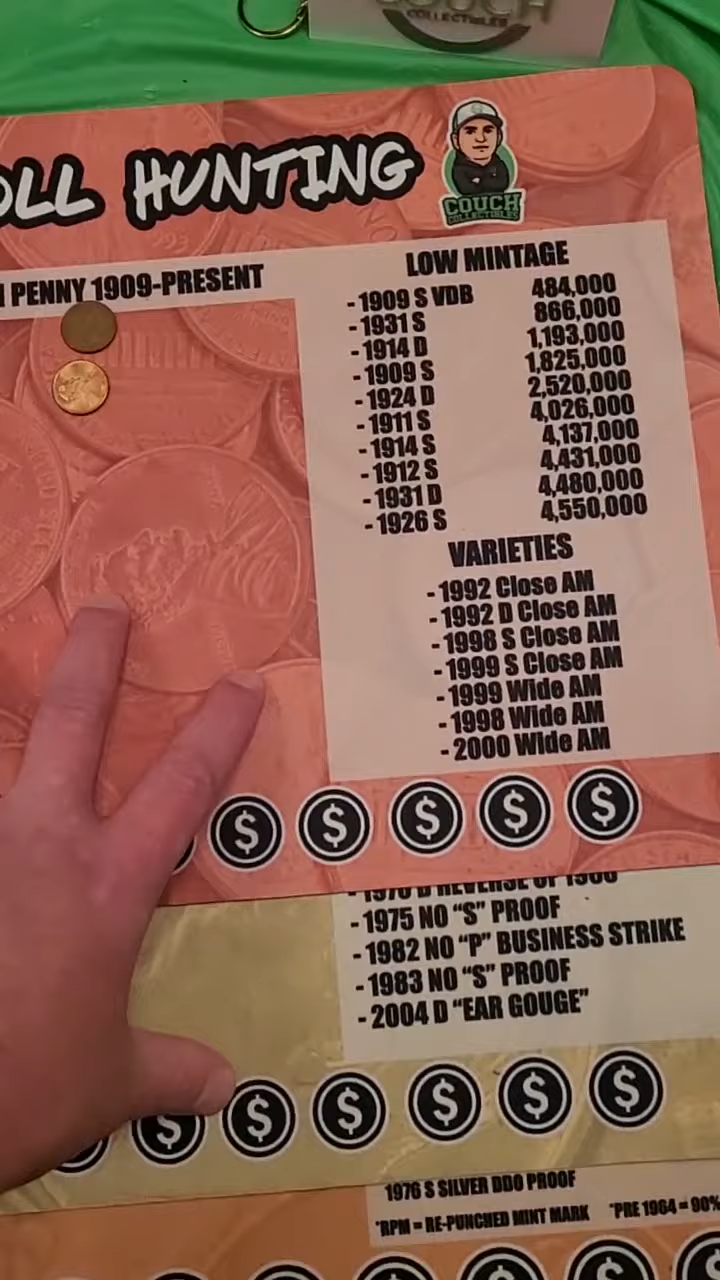 COUCH
COLLECTIBLES
OLL HUNTING
COUCH
COLLECTIBLES
PENNY 1909-PRESENT
LOW MINTAGE
- 1909 S VDB 484,000
- 1931 S 866,000
- 1914 D 1,193,000
- 1909 S 1,825,000
- 1924 D 2,520,000
- 1911 S 4,026,000
- 1914 S 4,137,000
- 1912 S 4,431,000
- 1931 D 4,480,000
- 1926 S 4,550,000
VARIETIES
- 1992 Close AM
- 1992 D Close AM
- 1998 S Close AM
- 1999 S Close AM
- 1999 Wide AM
- 1998 Wide AM
- 2000 Wide AM
$ $ $ $ $
- 1975 NO "S" PROOF
- 1982 NO "P" BUSINESS STRIKE
- 1983 NO "S" PROOF
- 2004 D "EAR GOUGE"
$ $ $ $ $ $
1976 S SILVER DDO PROOF
*RPM = RE-PUNCHED MINT MARK *PRE 1964 = 90%